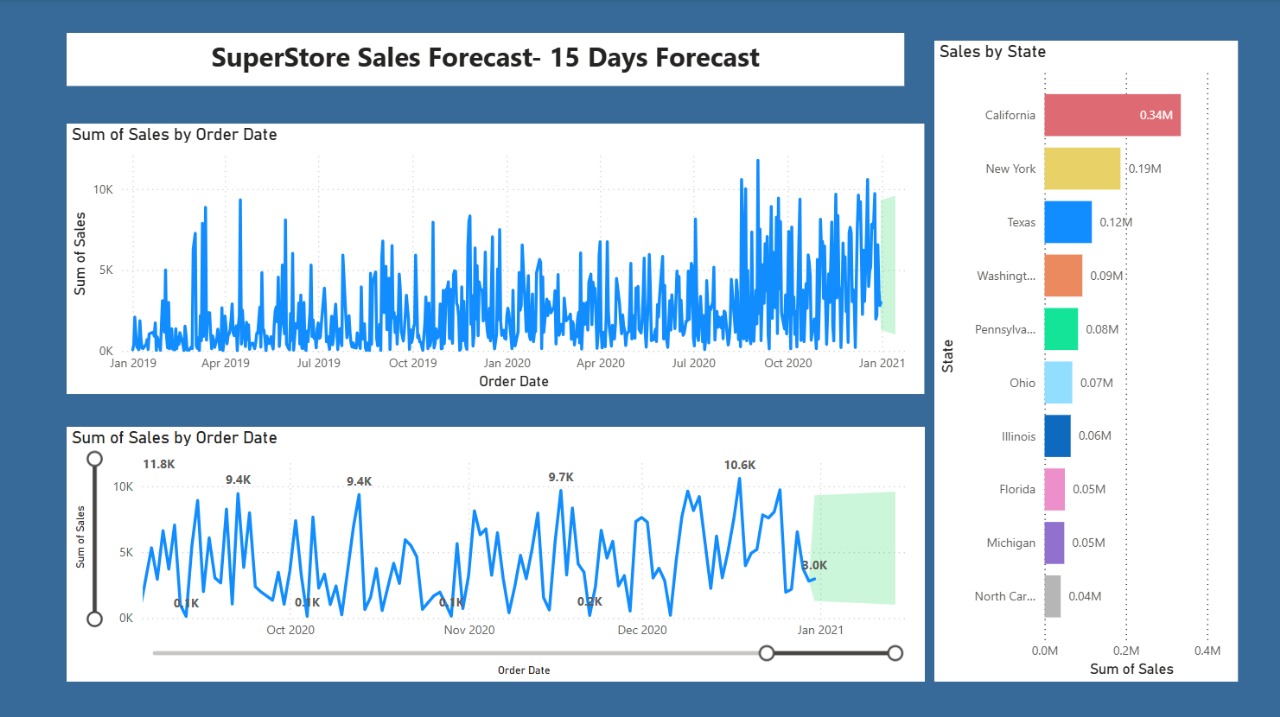 SuperStore Sales Forecast- 15 Days Forecast
Sum of Sales by Order Date
Sum of Sales
10K
5K
0K
Jan 2019 Apr 2019 Jul 2019 Oct 2019 Jan 2020 Apr 2020 Jul 2020 Oct 2020 Jan 2021
Order Date
Sum of Sales by Order Date
Sum of Sales
11.8K
9.4K 9.4K 9.7K 10.6K
10K
5K
3.0K
0.1K 0.1K 0.1K 0.2K
0K
Oct 2020 Nov 2020 Dec 2020 Jan 2021
Order Date
Sales by State
State
California 0.34M
New York 0.19M
Texas 0.12M
Washingt... 0.09M
Pennsylva... 0.08M
Ohio 0.07M
Illinois 0.06M
Florida 0.05M
Michigan 0.05M
North Car... 0.04M
0.0M 0.2M 0.4M
Sum of Sales